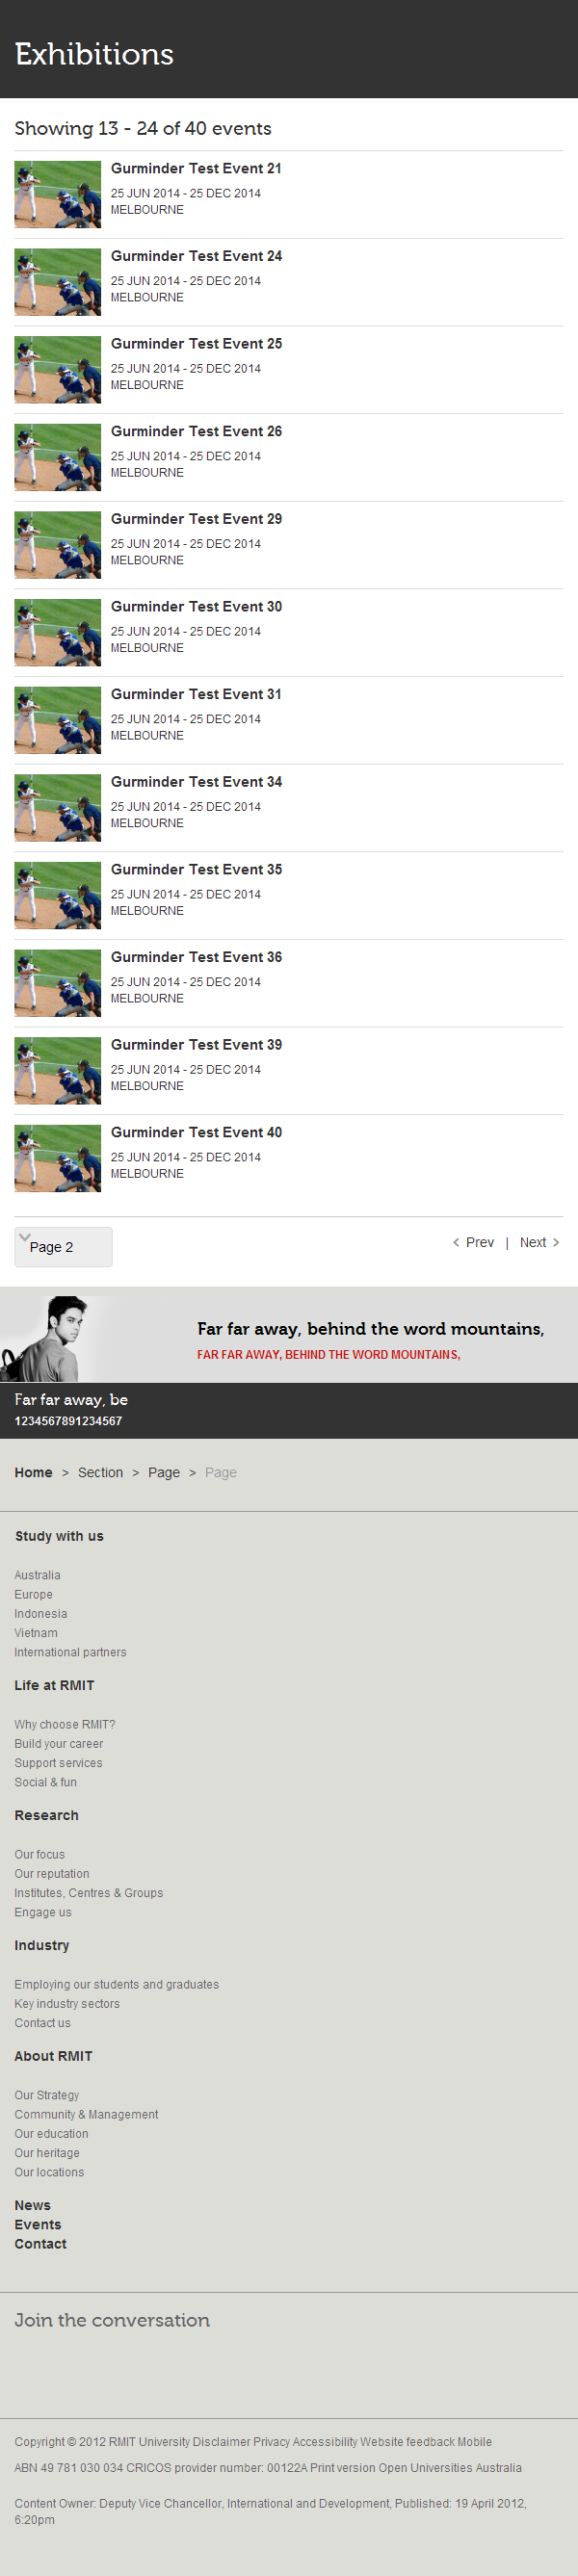 Exhibitions
Showing 13 - 24 of 40 events
Gurminder Test Event 21
25 JUN 2014 - 25 DEC 2014
MELBOURNE
Gurminder Test Event 24
25 JUN 2014 - 25 DEC 2014
MELBOURNE
Gurminder Test Event 25
25 JUN 2014 - 25 DEC 2014
MELBOURNE
Gurminder Test Event 26
25 JUN 2014 - 25 DEC 2014
MELBOURNE
Gurminder Test Event 29
25 JUN 2014 - 25 DEC 2014
MELBOURNE
Gurminder Test Event 30
25 JUN 2014 - 25 DEC 2014
MELBOURNE
Gurminder Test Event 31
25 JUN 2014 - 25 DEC 2014
MELBOURNE
Gurminder Test Event 34
25 JUN 2014 - 25 DEC 2014
MELBOURNE
Gurminder Test Event 35
25 JUN 2014 - 25 DEC 2014
MELBOURNE
Gurminder Test Event 36
25 JUN 2014 - 25 DEC 2014
MELBOURNE
Gurminder Test Event 39
25 JUN 2014 - 25 DEC 2014
MELBOURNE
Gurminder Test Event 40
25 JUN 2014 - 25 DEC 2014
MELBOURNE
Page 2 < Prev | Next >
Far far away, behind the word mountains,
FAR FAR AWAY, BEHIND THE WORD MOUNTAINS,
Far far away, be
1234567891234567
Home > Section > Page > Page
Study with us
Australia
Europe
Indonesia
Vietnam
International partners
Life at RMIT
Why choose RMIT?
Build your career
Support services
Social & fun
Research
Our focus
Our reputation
Institutes, Centres & Groups
Engage us
Industry
Employing our students and graduates
Key industry sectors
Contact us
About RMIT
Our Strategy
Community & Management
Our education
Our heritage
Our locations
News
Events
Contact
Join the conversation
Copyright © 2012 RMIT University Disclaimer Privacy Accessibility Website feedback Mobile
ABN 49 781 030 034 CRICOS provider number: 00122A Print version Open Universities Australia
Content Owner: Deputy Vice Chancellor, International and Development, Published: 19 April 2012,
6:20pm